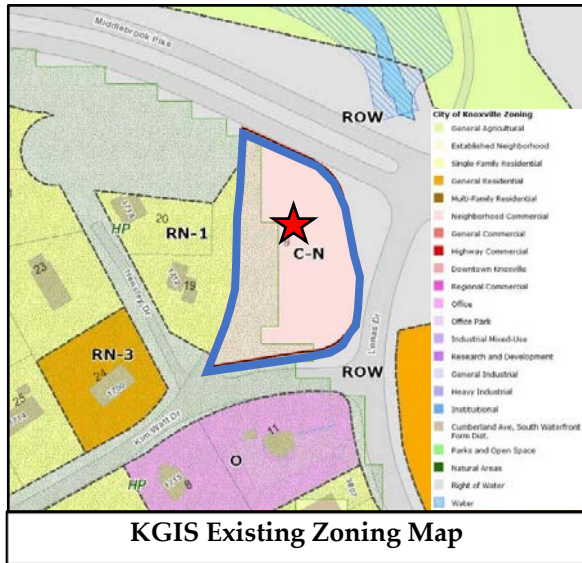 Middlebrook Pike
ROW
City of Knoxville Zoning
General Agricultural
Established Neighborhood
Single-Family Residential
General Residential
Multi-Family Residential
Neighborhood Commercial
General Commercial
Highway Commercial
Downtown Knoxville
Regional Commercial
Office
Office Park
Industrial Mixed-Use
Research and Development
General Industrial
Heavy Industrial
Institutional
Cumberland Ave, South Waterfront
Form Dist.
Parks and Open Space
Natural Areas
Right of Water
Water
20
HP
RN-1
9
C-N
23
19
Hensley Dr
Lomas Dr
RN-3
24
1700
ROW
25
Kim Watt Dr
11
O
HP
1215
8
KGIS Existing Zoning Map